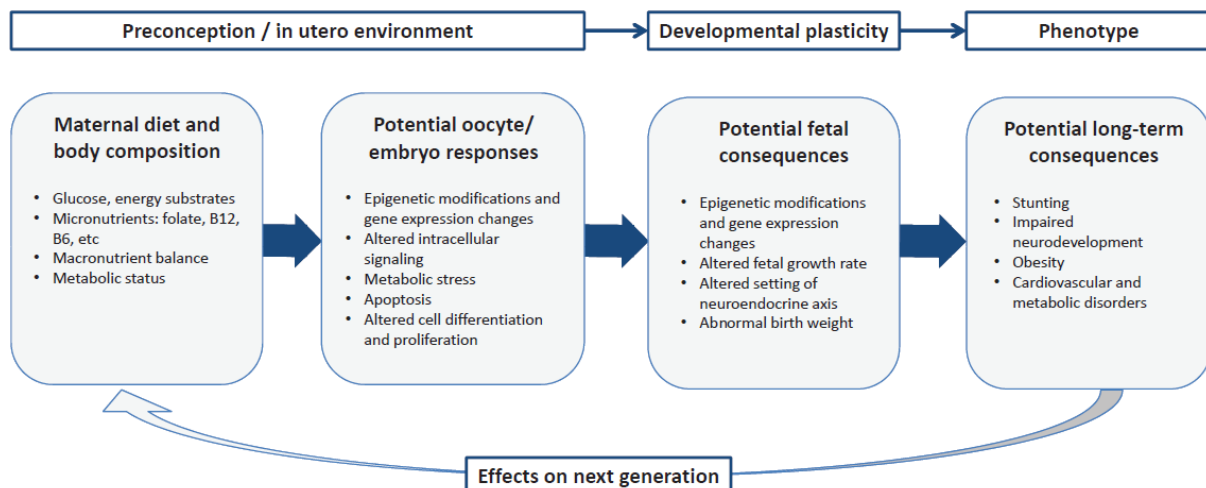 Preconception / in utero environment
Developmental plasticity
Phenotype
Maternal diet and
body composition
• Glucose, energy substrates
• Micronutrients: folate, B12,
B6, etc
• Macronutrient balance
• Metabolic status
Potential oocyte/
embryo responses
• Epigenetic modifications and
gene expression changes
• Altered intracellular
signaling
• Metabolic stress
• Apoptosis
• Altered cell differentiation
and proliferation
Potential fetal
consequences
• Epigenetic modifications
and gene expression
changes
• Altered fetal growth rate
• Altered setting of
neuroendocrine axis
• Abnormal birth weight
Potential long-term
consequences
• Stunting
• Impaired
neurodevelopment
• Obesity
• Cardiovascular and
metabolic disorders
Effects on next generation